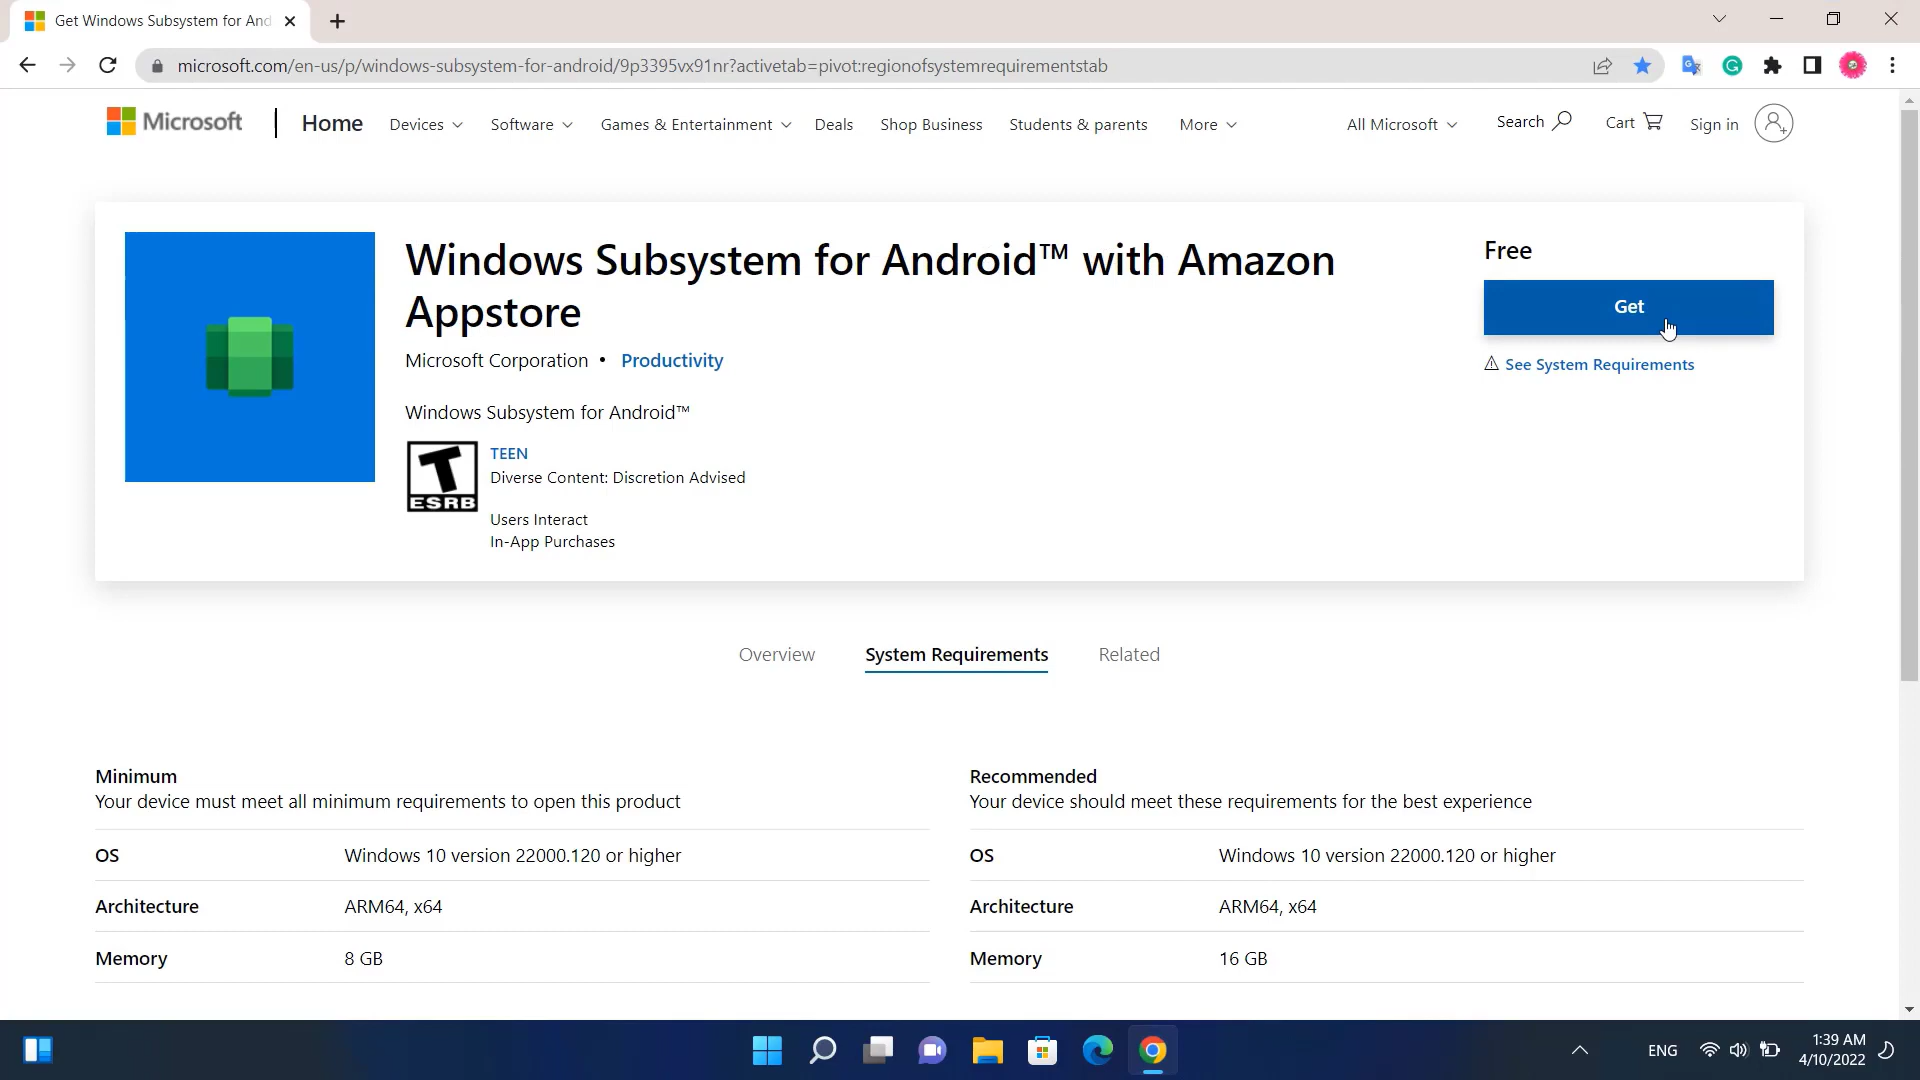 Get Windows Subsystem for And
microsoft.com/en-us/p/windows-subsystem-for-android/9p3395vx91nr?activetab=pivot:regionofsystemrequirementstab
Microsoft Home Devices Software Games & Entertainment Deals Shop Business Students & parents More All Microsoft Search Cart Sign in
Windows Subsystem for Android™ with Amazon
Appstore
Microsoft Corporation • Productivity
Windows Subsystem for Android™
T
ESRB
TEEN
Diverse Content: Discretion Advised
Users Interact
In-App Purchases
Free
Get
See System Requirements
Overview System Requirements Related
Minimum
Your device must meet all minimum requirements to open this product
OS Windows 10 version 22000.120 or higher
Architecture ARM64, x64
Memory 8 GB
Recommended
Your device should meet these requirements for the best experience
OS Windows 10 version 22000.120 or higher
Architecture ARM64, x64
Memory 16 GB
ENG
1:39 AM
4/10/2022